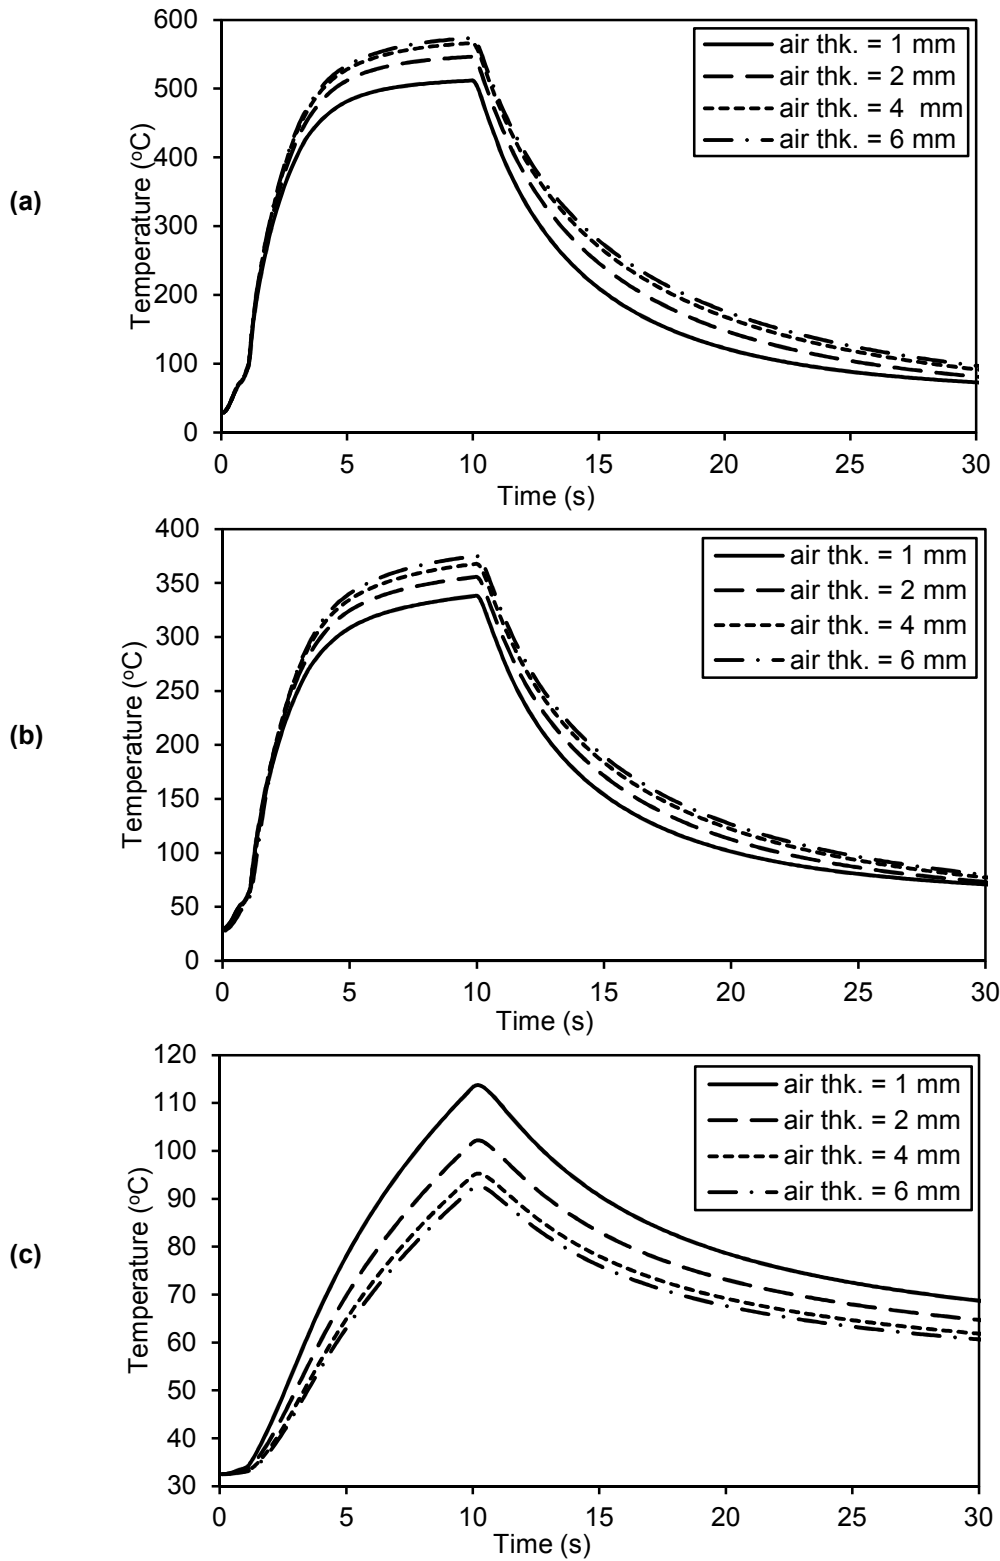 (a)
Temperature (oC)
600
500
400
300
200
100
0
0 5 10 15 20 25 30
Time (s)
air thk. = 1 mm
air thk. = 2 mm
air thk. = 4 mm
air thk. = 6 mm
(b)
Temperature (oC)
400
350
300
250
200
150
100
50
0
0 5 10 15 20 25 30
Time (s)
air thk. = 1 mm
air thk. = 2 mm
air thk. = 4 mm
air thk. = 6 mm
(c)
Temperature (oC)
120
110
100
90
80
70
60
50
40
30
0 5 10 15 20 25 30
Time (s)
air thk. = 1 mm
air thk. = 2 mm
air thk. = 4 mm
air thk. = 6 mm